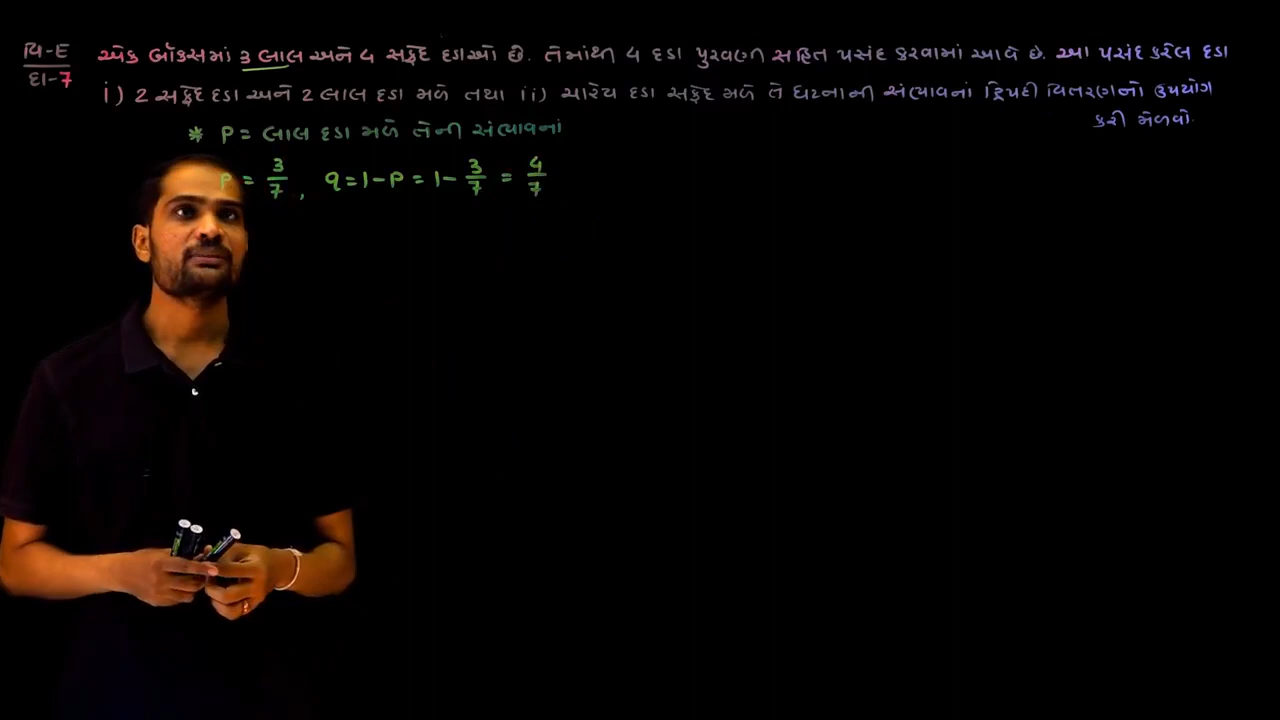 વિ-E
દા-7
એક બૉક્સમાં 3 લાલ અને 4 સફેદ દડાઓ છે. તેમાંથી 4 દડા પુરવણી સહિત પસંદ કરવામાં આવે છે. આ પસંદ કરેલ દડા
i) 2 સફેદ દડા અને 2 લાલ દડા મળે તથા ii) ચારેય દડા સફેદ મળે તે ઘટનાની સંભાવના દ્વિપદી વિતરણનો ઉપયોગ
કરી મેળવો.
* P = લાલ દડા મળે તેની સંભાવના
P = 3/7 , q = 1 - P = 1 - 3/7 = 4/7